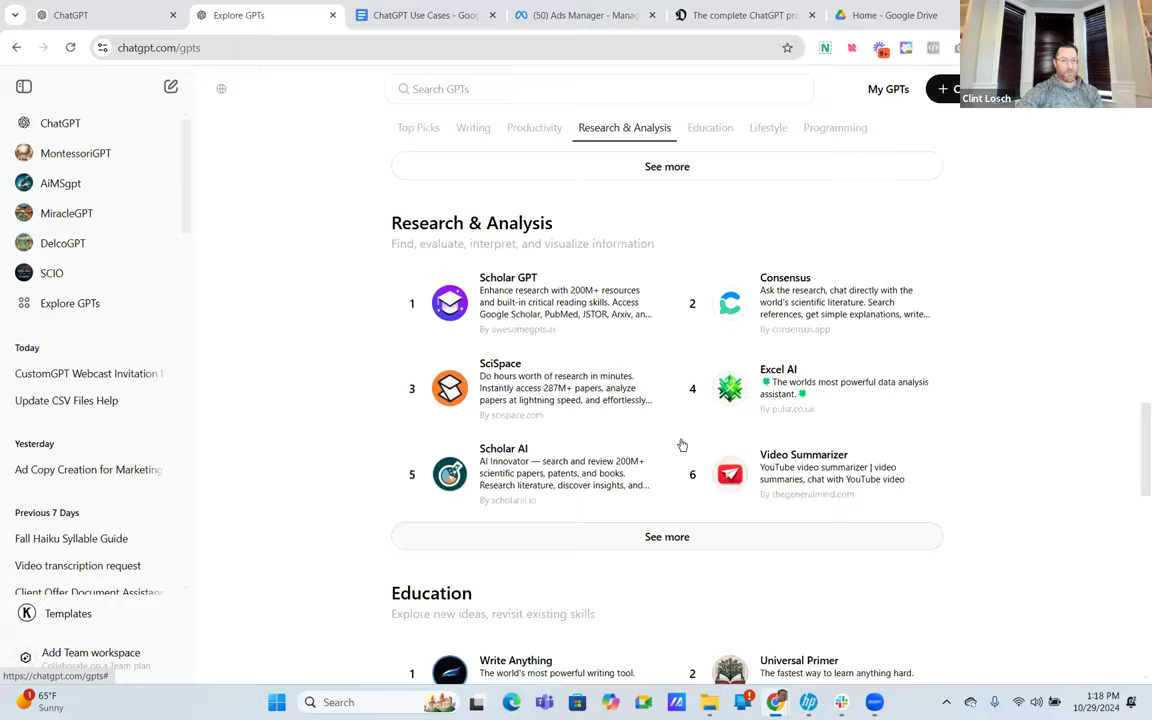 ChatGPT
Explore GPTs
ChatGPT Use Cases - Goog
(50) Ads Manager - Manag
The complete ChatGPT pr
Home - Google Drive
chatgpt.com/gpts
9+
Clint Losch
Search GPTs
My GPTs
+ C
Top Picks
Writing
Productivity
Research & Analysis
Education
Lifestyle
Programming
See more
ChatGPT
MontessoriGPT
AiMSgpt
MiracleGPT
DelcoGPT
SCIO
Explore GPTs
Today
CustomGPT Webcast Invitation
Update CSV Files Help
Yesterday
Ad Copy Creation for Marketing
Previous 7 Days
Fall Haiku Syllable Guide
Video transcription request
Client Offer Document Assistanc
K
Templates
Add Team workspace
Collaborate on a Team plan
https://chatgpt.com/gpts#
Research & Analysis
Find, evaluate, interpret, and visualize information
1
Scholar GPT
Enhance research with 200M+ resources
and built-in critical reading skills. Access
Google Scholar, PubMed, JSTOR, Arxiv, an...
By awesomegpts.ai
2
Consensus
Ask the research, chat directly with the
world's scientific literature. Search
references, get simple explanations, write...
By consensus.app
3
SciSpace
Do hours worth of research in minutes.
Instantly access 287M+ papers, analyze
papers at lightning speed, and effortlessly...
By scispace.com
4
Excel AI
🍀The worlds most powerful data analysis
assistant.🍀
By pulsr.co.uk
5
Scholar AI
AI Innovator — search and review 200M+
scientific papers, patents, and books.
Research literature, discover insights, and...
By scholarai.io
6
Video Summarizer
YouTube video summarizer | video
summaries, chat with YouTube video
By thegeneralmind.com
See more
Education
Explore new ideas, revisit existing skills
1
Write Anything
The world's most powerful writing tool.
2
Universal Primer
The fastest way to learn anything hard.
1
65°F
Sunny
Search
1:18 PM
10/29/2024